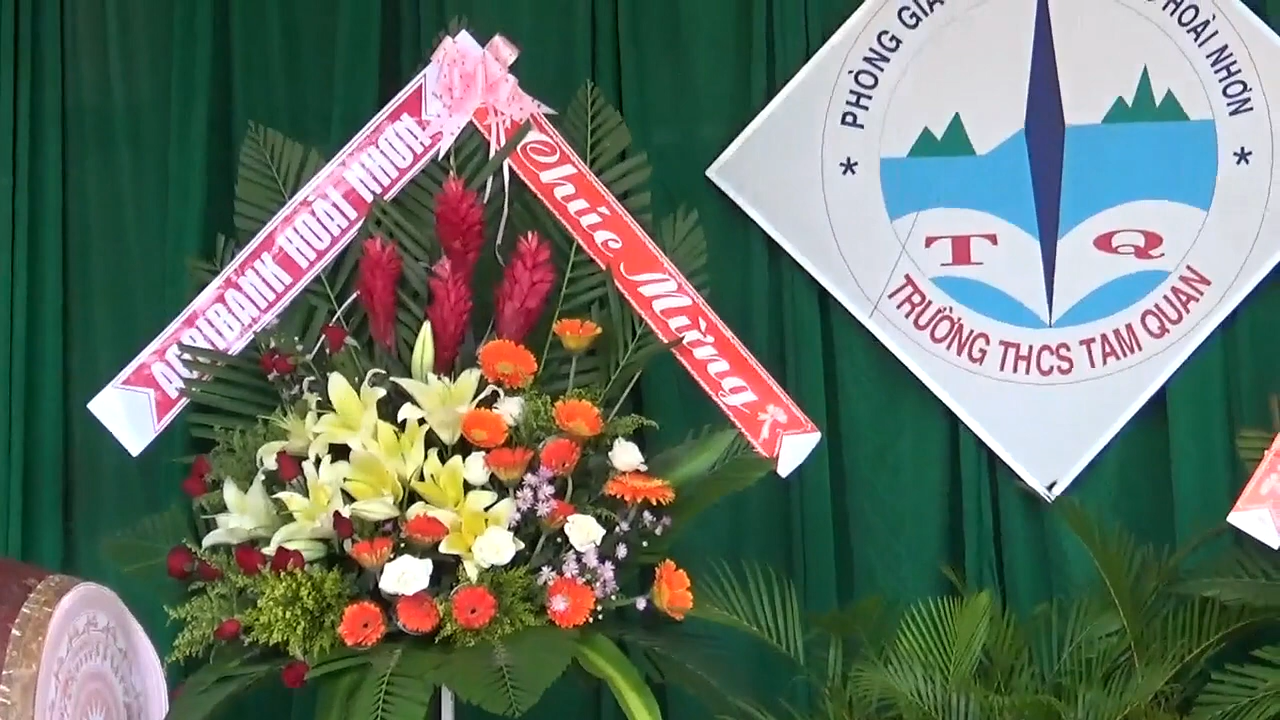 AGRIBANK HOÀI NHƠN
Chúc Mừng
PHÒNG GIÁ
HOÀI NHƠN
T Q
TRƯỜNG THCS TAM QUAN